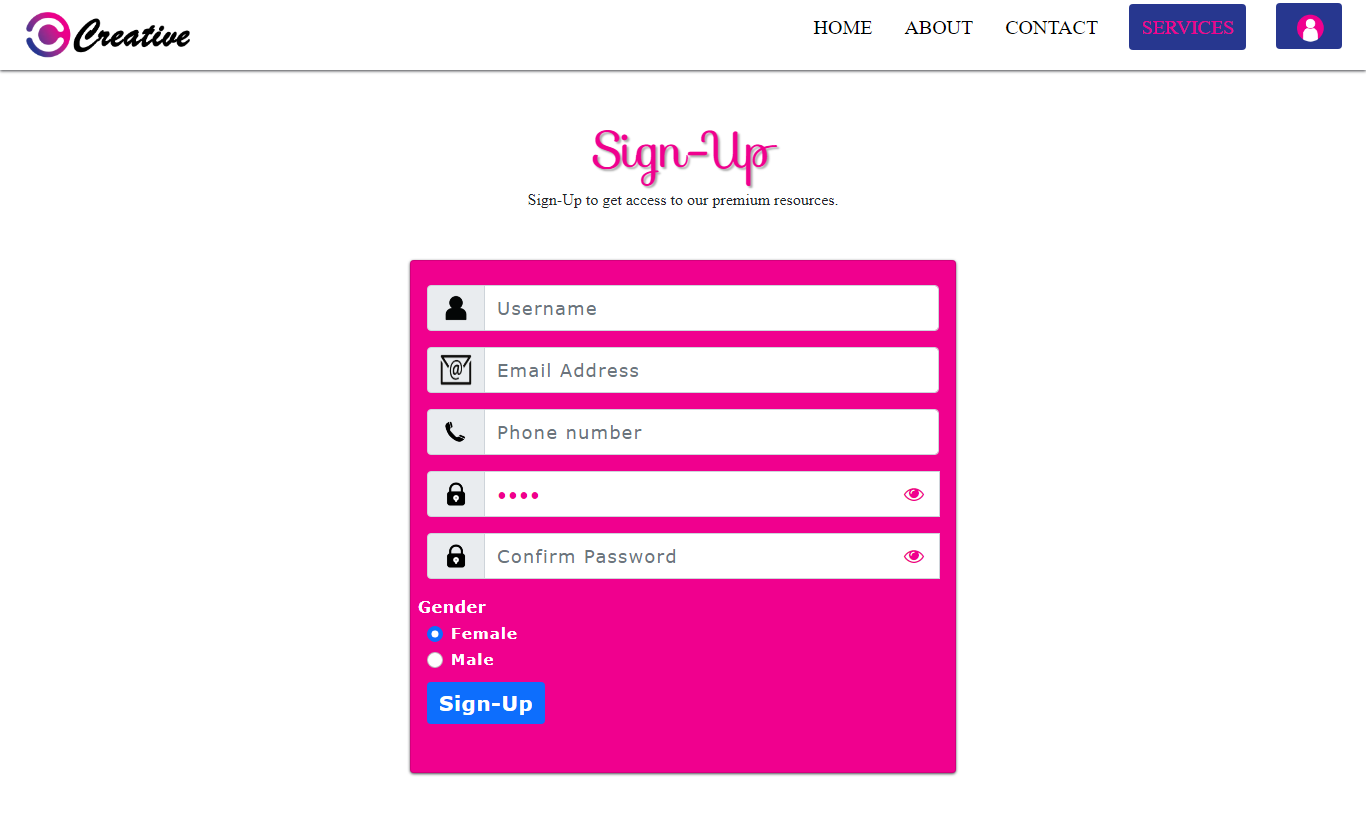 Creative
HOME ABOUT CONTACT SERVICES
Sign-Up
Sign-Up to get access to our premium resources.
Username
@
Email Address
Phone number
••••
Confirm Password
Gender
Female
Male
Sign-Up